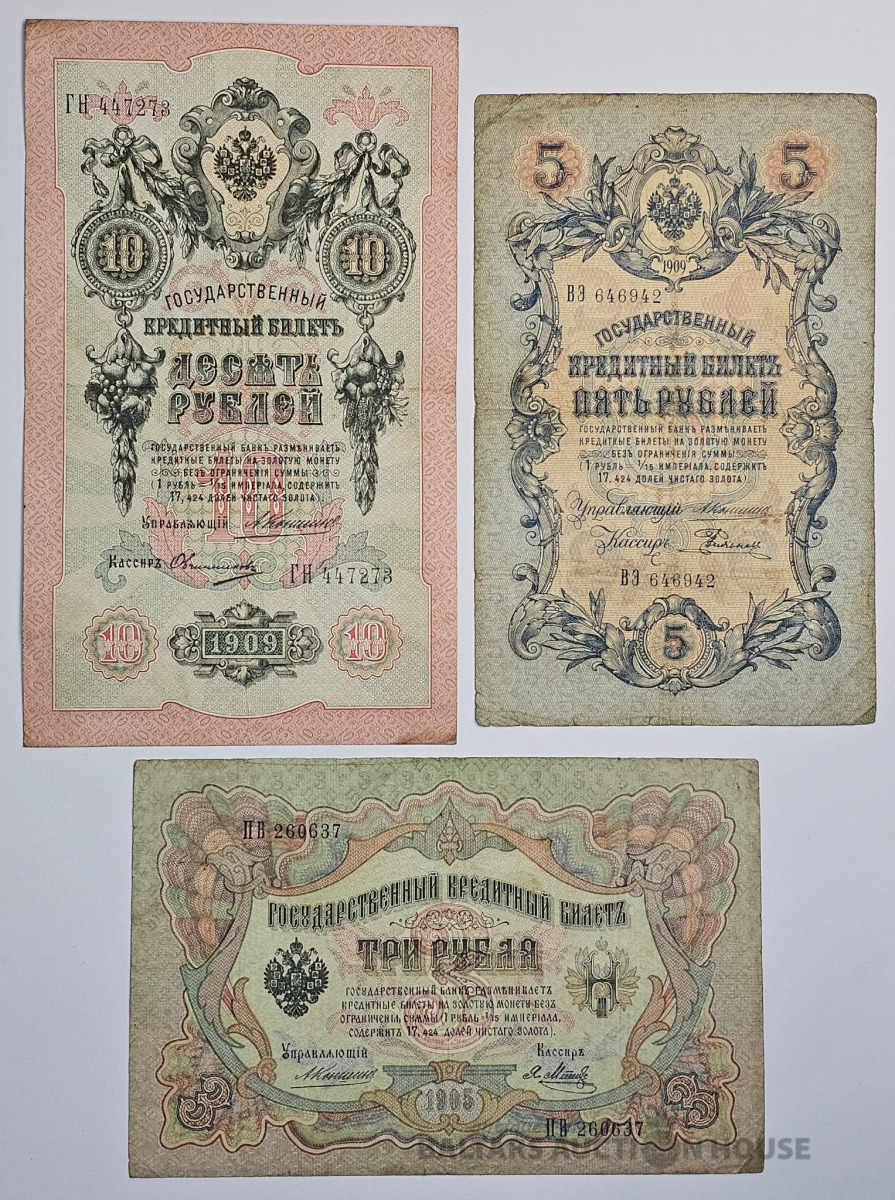 ГН 447273
10 10
ГОСУДАРСТВЕННЫЙ
КРЕДИТНЫЙ БИЛЕТЪ
ДЕСЯТЬ
РУБЛЕЙ
ГОСУДАРСТВЕННЫЙ БАНКЪ РАЗМѢНИВАЕТЪ
КРЕДИТНЫЕ БИЛЕТЫ НА ЗОЛОТУЮ МОНЕТУ
БЕЗЪ ОГРАНИЧЕНІЯ СУММЫ
(1 РУБЛЬ = 1/15 ИМПЕРІАЛА, СОДЕРЖИТЪ
17,424 ДОЛЕЙ ЧИСТАГО ЗОЛОТА)
10
Управляющій
Кассиръ
ГН 447273
10 1909 10
5 5
1909
ВЭ 646942
ГОСУДАРСТВЕННЫЙ
КРЕДИТНЫЙ БИЛЕТЪ
ПЯТЬ РУБЛЕЙ
ГОСУДАРСТВЕННЫЙ БАНКЪ РАЗМѢНИВАЕТЪ
КРЕДИТНЫЕ БИЛЕТЫ НА ЗОЛОТУЮ МОНЕТУ
БЕЗЪ ОГРАНИЧЕНІЯ СУММЫ
(1 РУБЛЬ = 1/15 ИМПЕРІАЛА, СОДЕРЖИТЪ
17,424 ДОЛЕЙ ЧИСТАГО ЗОЛОТА)
Управляющій
Кассиръ
ВЭ 646942
5
ПВ 260637
ГОСУДАРСТВЕННЫЙ КРЕДИТНЫЙ БИЛЕТЪ
ТРИ РУБЛЯ
3
ГОСУДАРСТВЕННЫЙ БАНКЪ РАЗМѢНИВАЕТЪ
КРЕДИТНЫЕ БИЛЕТЫ НА ЗОЛОТУЮ МОНЕТУ БЕЗЪ
ОГРАНИЧЕНІЯ СУММЫ (1 РУБЛЬ = 1/15 ИМПЕРІАЛА,
СОДЕРЖИТЪ 17,424 ДОЛЕЙ ЧИСТАГО ЗОЛОТА).
Управляющій Кассиръ
3 1905 3
ПВ 260637
BALTARS AUCTION HOUSE